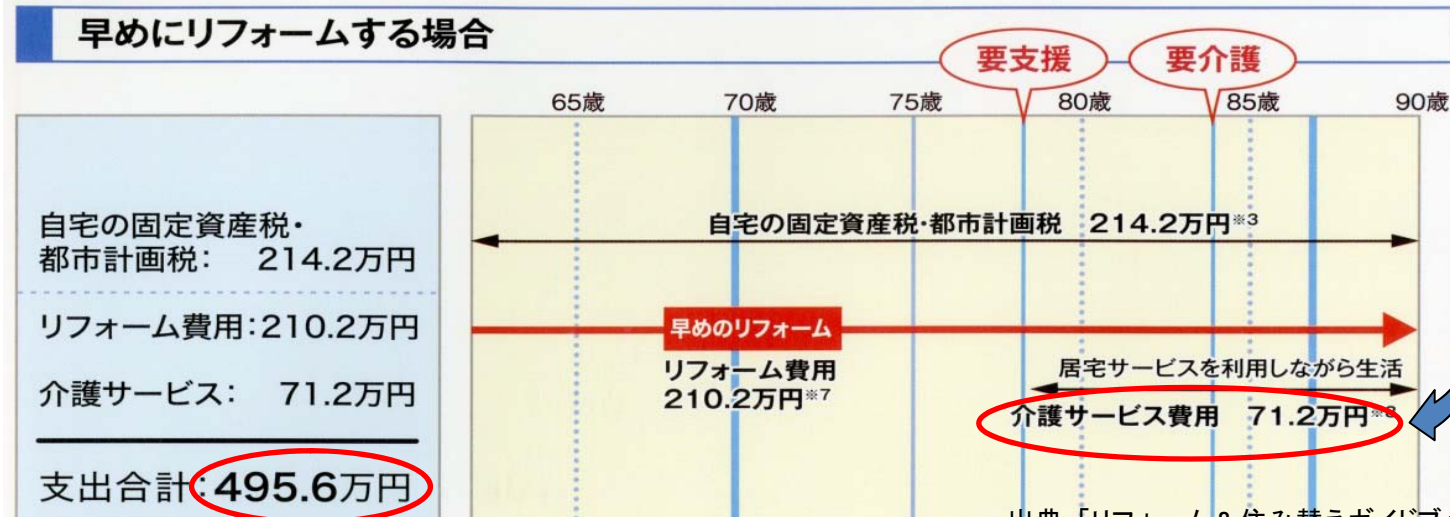 早めにリフォームする場合
要支援
要介護
65歳
70歳
75歳
80歳
85歳
90歳
自宅の固定資産税・
都市計画税： 214.2万円
リフォーム費用：210.2万円
介護サービス： 71.2万円
支出合計：495.6万円
自宅の固定資産税・都市計画税 214.2万円※3
早めのリフォーム
リフォーム費用
210.2万円※7
居宅サービスを利用しながら生活
介護サービス費用 71.2万円※8